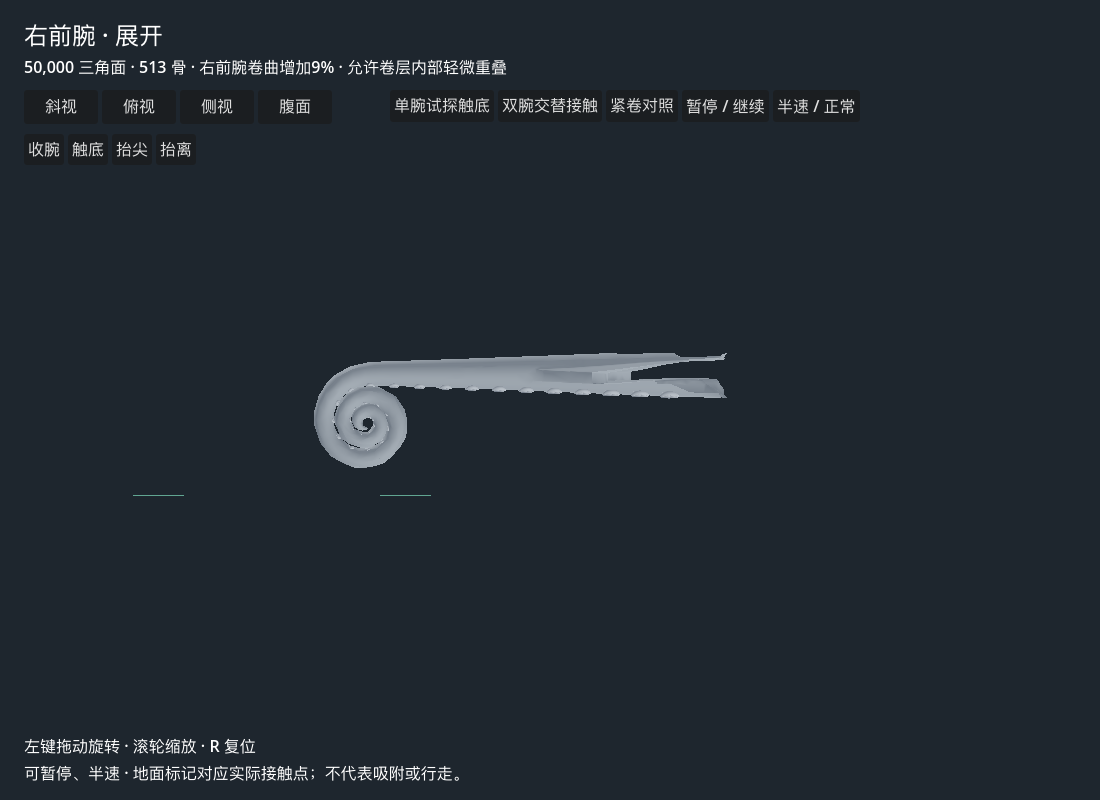 右前腕 · 展开
50,000 三角面 · 513 骨 · 右前腕卷曲增加9% · 允许卷层内部轻微重叠
斜视 俯视 侧视 腹面 单腕试探触底 双腕交替接触 紧卷对照 暂停 / 继续 半速 / 正常
收腕 触底 抬尖 抬离
左键拖动旋转 · 滚轮缩放 · R 复位
可暂停、半速 · 地面标记对应实际接触点；不代表吸附或行走。